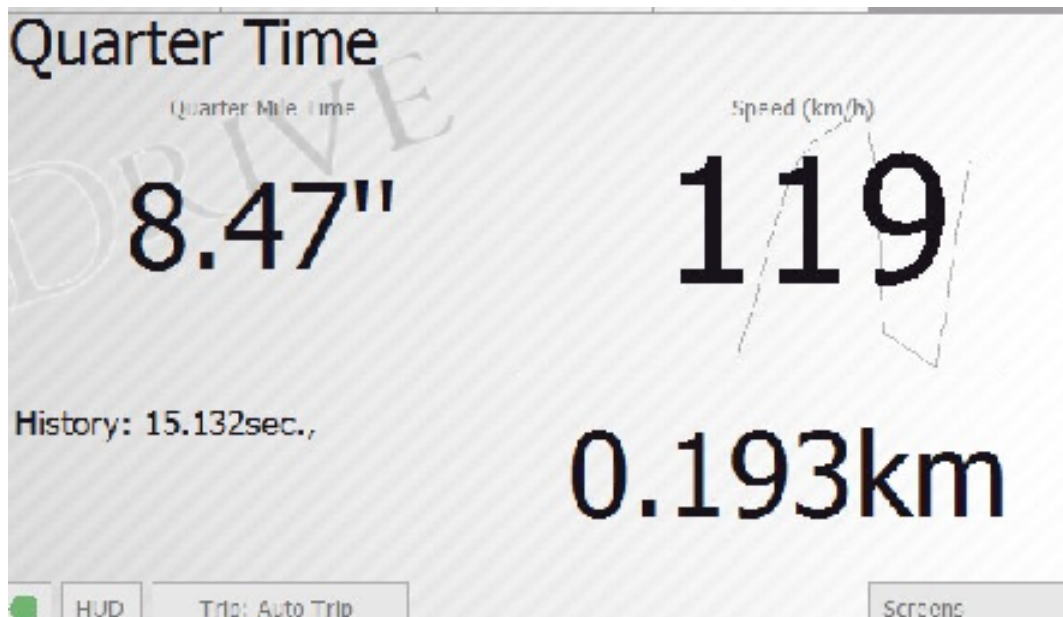 Quarter Time
DRIVE
Quarter Mile Time
Speed (km/h)
8.47"
119
History: 15.132sec.,
0.193km
HUD
Trip: Auto Trip
Screens